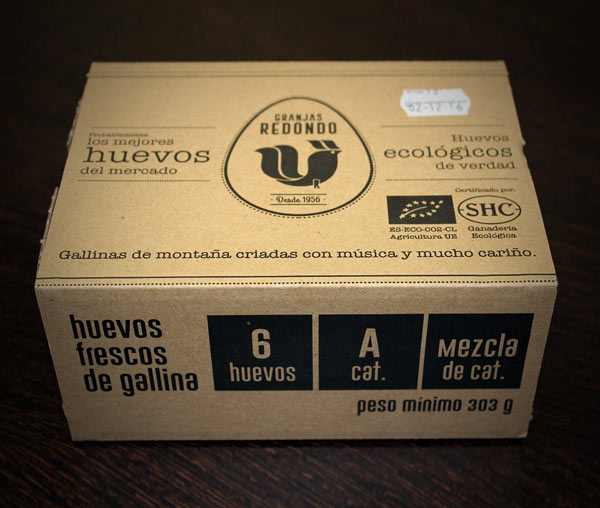 02-12-16
GRANJAS
REDONDO
R
Desde 1956
Probablemente
los mejores
huevos
del mercado
Huevos
ecológicos
de verdad
Certificado por:
SHC
ES-ECO-002-CL
Agricultura UE
Ganadería
Ecológica
Gallinas de montaña criadas con música y mucho cariño.
huevos
frescos
de gallina
6
huevos
A
cat.
Mezcla
de cat.
peso mínimo 303 g